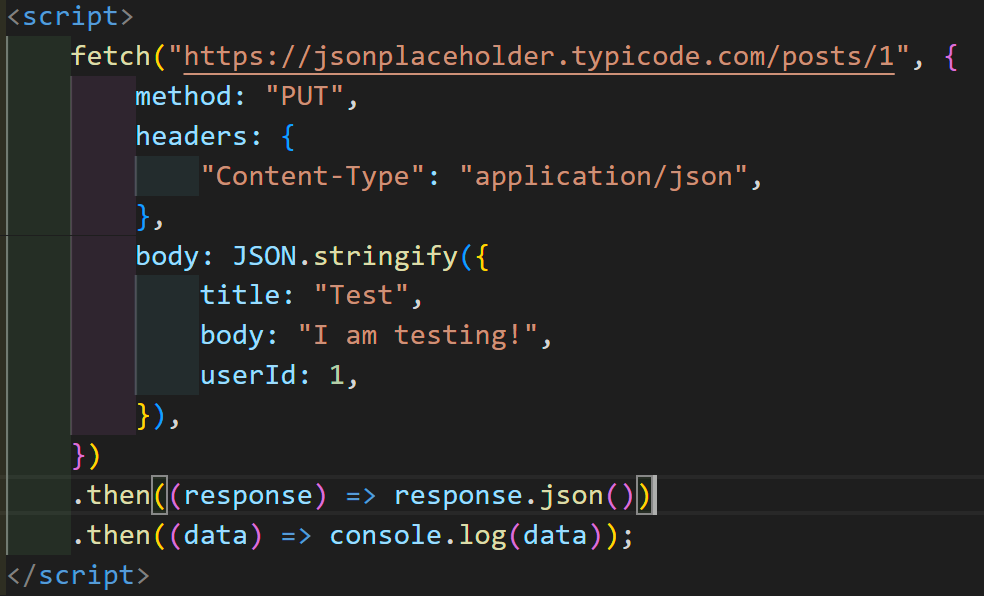 <script>
fetch("https://jsonplaceholder.typicode.com/posts/1", {
method: "PUT",
headers: {
"Content-Type": "application/json",
},
body: JSON.stringify({
title: "Test",
body: "I am testing!",
userId: 1,
}),
})
.then((response) => response.json())
.then((data) => console.log(data));
</script>